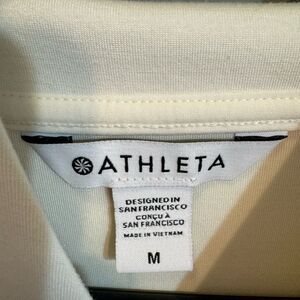 ATHLETA
DESIGNED IN
SAN FRANCISCO
CONÇU À
SAN FRANCISCO
MADE IN VIETNAM
M